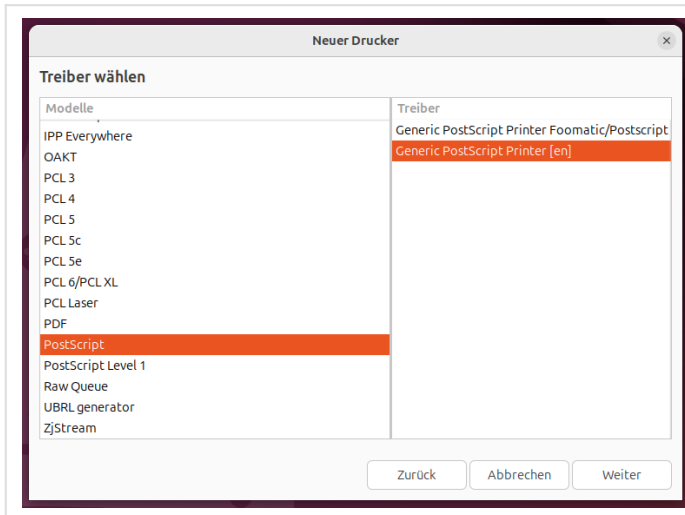 Neuer Drucker
Treiber wählen
Modelle
IPP Everywhere
OAKT
PCL 3
PCL 4
PCL 5
PCL 5c
PCL 5e
PCL 6/PCL XL
PCL Laser
PDF
PostScript
PostScript Level 1
Raw Queue
UBRL generator
ZjStream
Treiber
Generic PostScript Printer Foomatic/Postscript
Generic PostScript Printer [en]
Zurück
Abbrechen
Weiter